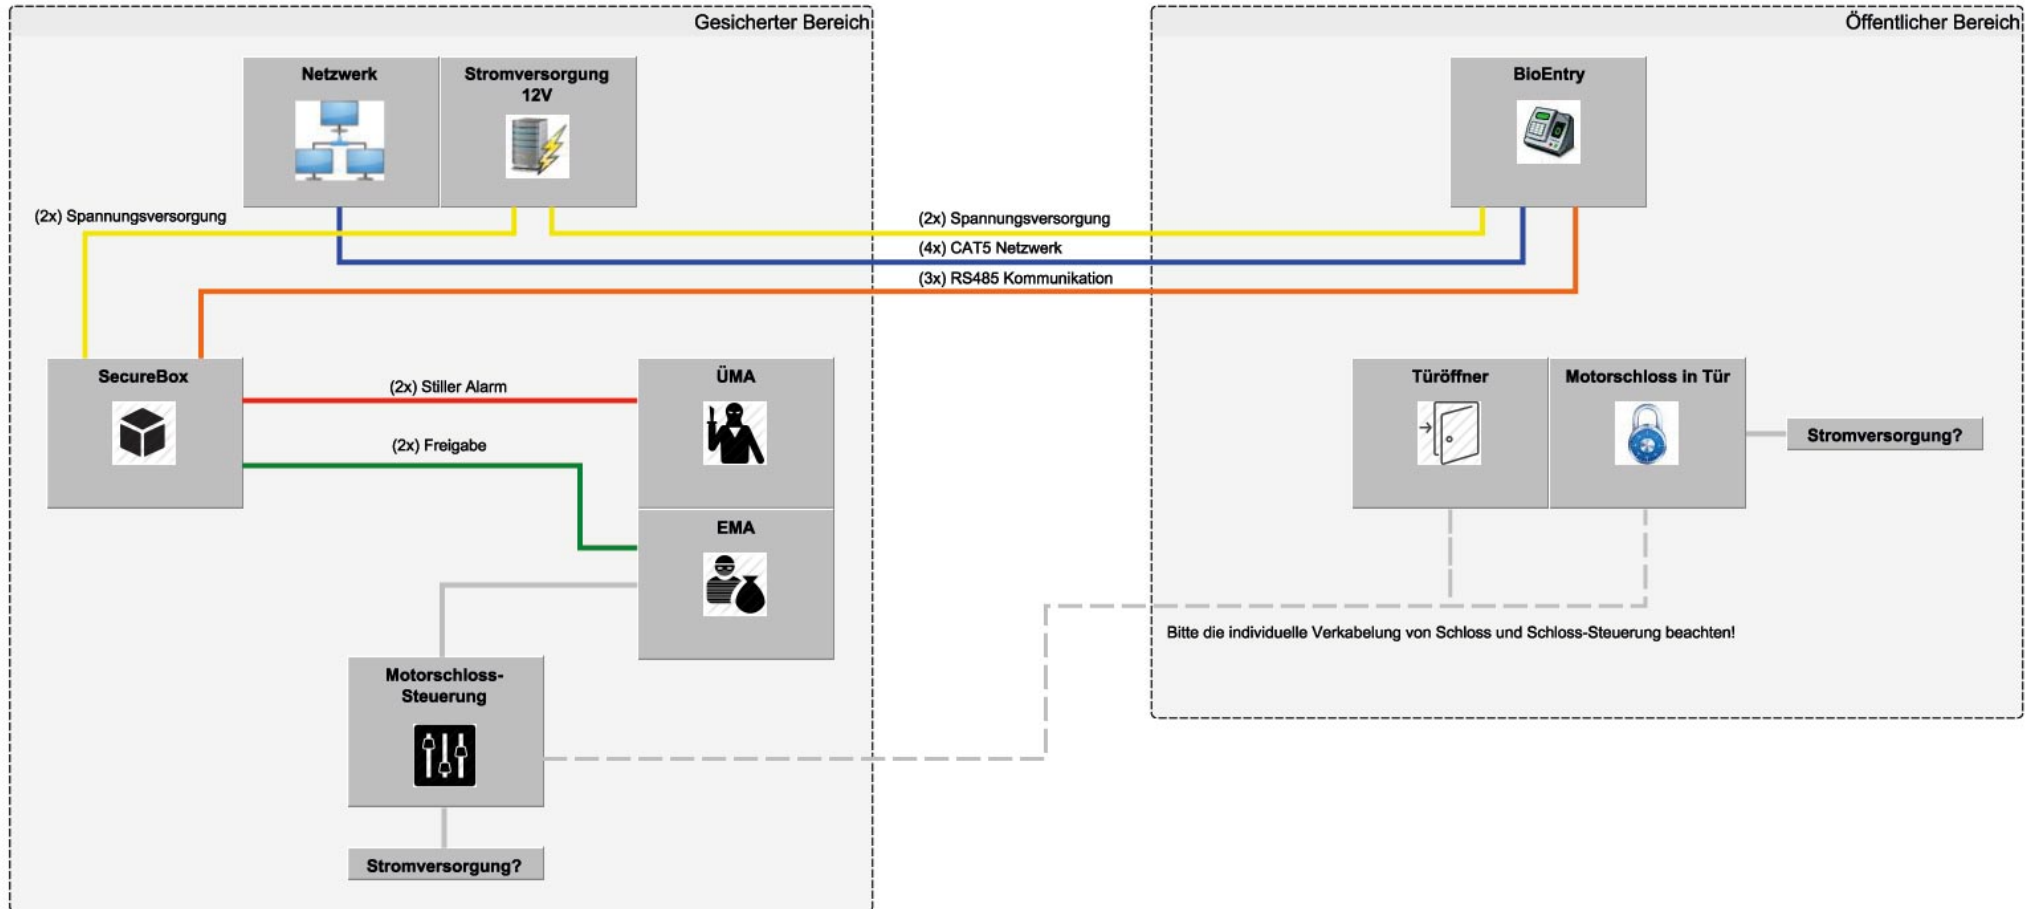 Gesicherter Bereich
Öffentlicher Bereich
Netzwerk
Stromversorgung
12V
BioEntry
(2x) Spannungsversorgung
(2x) Spannungsversorgung
(4x) CAT5 Netzwerk
(3x) RS485 Kommunikation
SecureBox
(2x) Stiller Alarm
ÜMA
Türöffner
Motorschloss in Tür
Stromversorgung?
(2x) Freigabe
EMA
Bitte die individuelle Verkabelung von Schloss und Schloss-Steuerung beachten!
Motorschloss-
Steuerung
Stromversorgung?